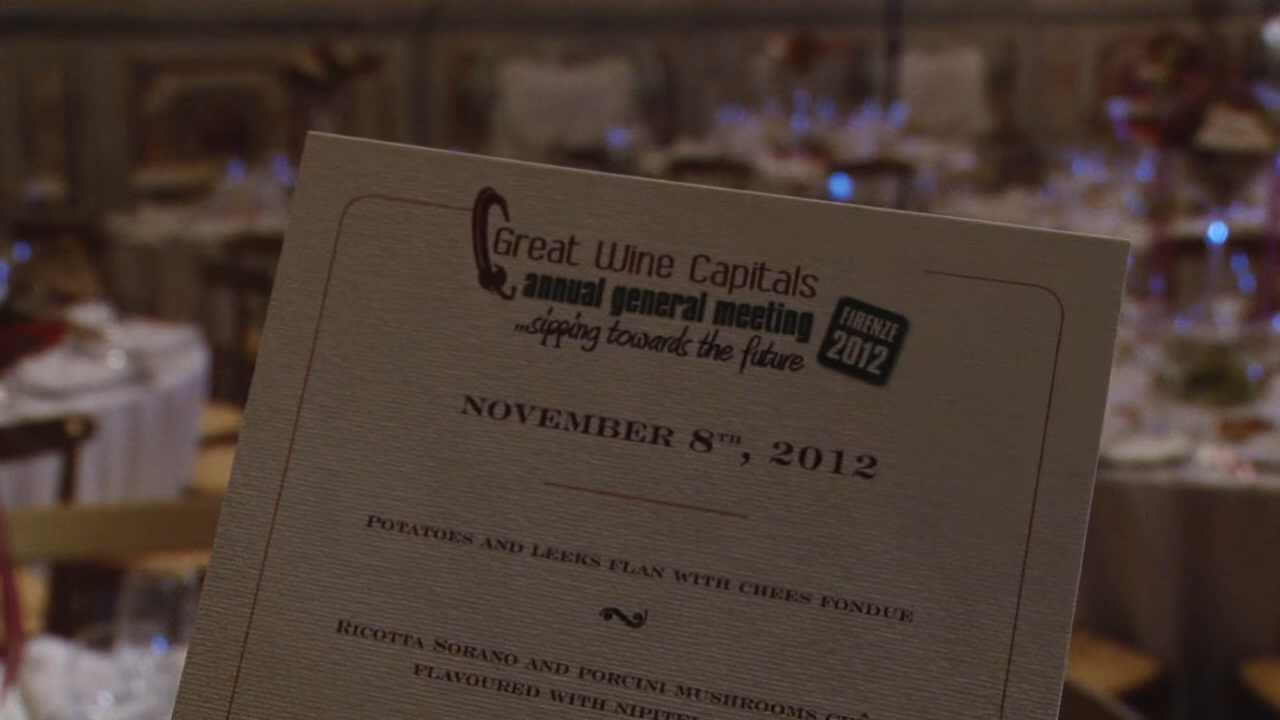 Great Wine Capitals
annual general meeting
...sipping towards the future
FIRENZE
2012
NOVEMBER 8TH, 2012
POTATOES AND LEEKS FLAN WITH CHEES FONDUE
RICOTTA SORANO AND PORCINI MUSHROOMS
FLAVOURED WITH